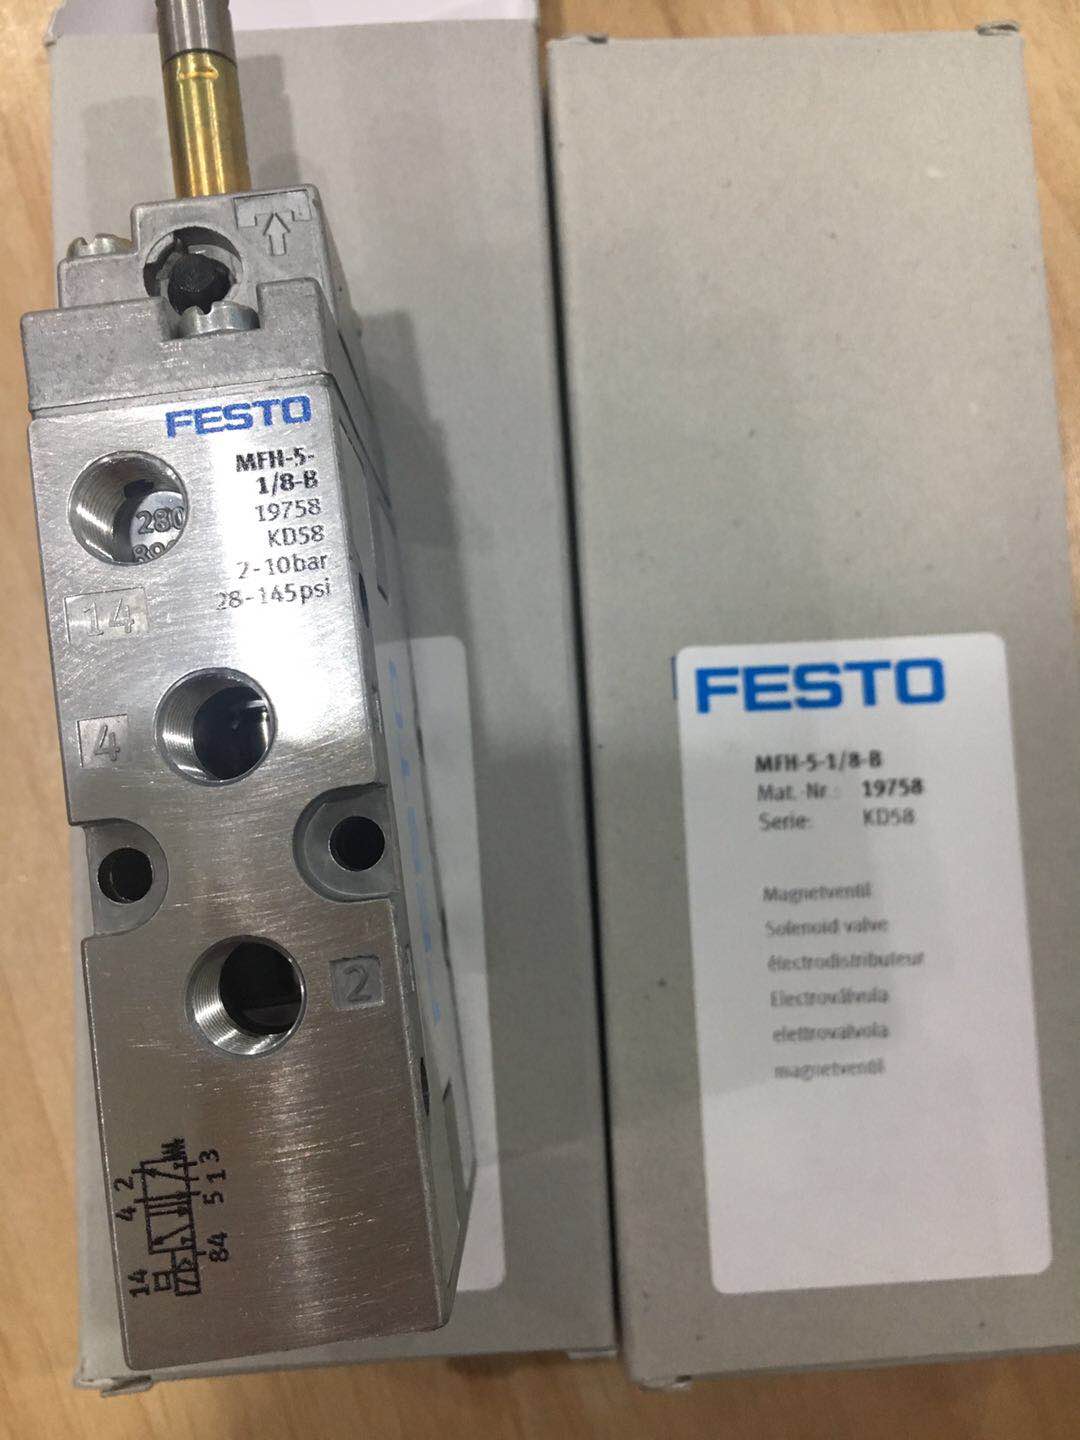 FESTO
MFH-5-
1/8-B
19758
KD58
2-10bar
28-145psi
280
14
4
2
4 2
14
84
5 1 3
FESTO
MFH-5-1/8-B
Mat.-Nr.: 19758
Serie: KD58
Magnetventil
Solenoid valve
électrodistributeur
Electroválvula
elettrovalvola
magnetventil